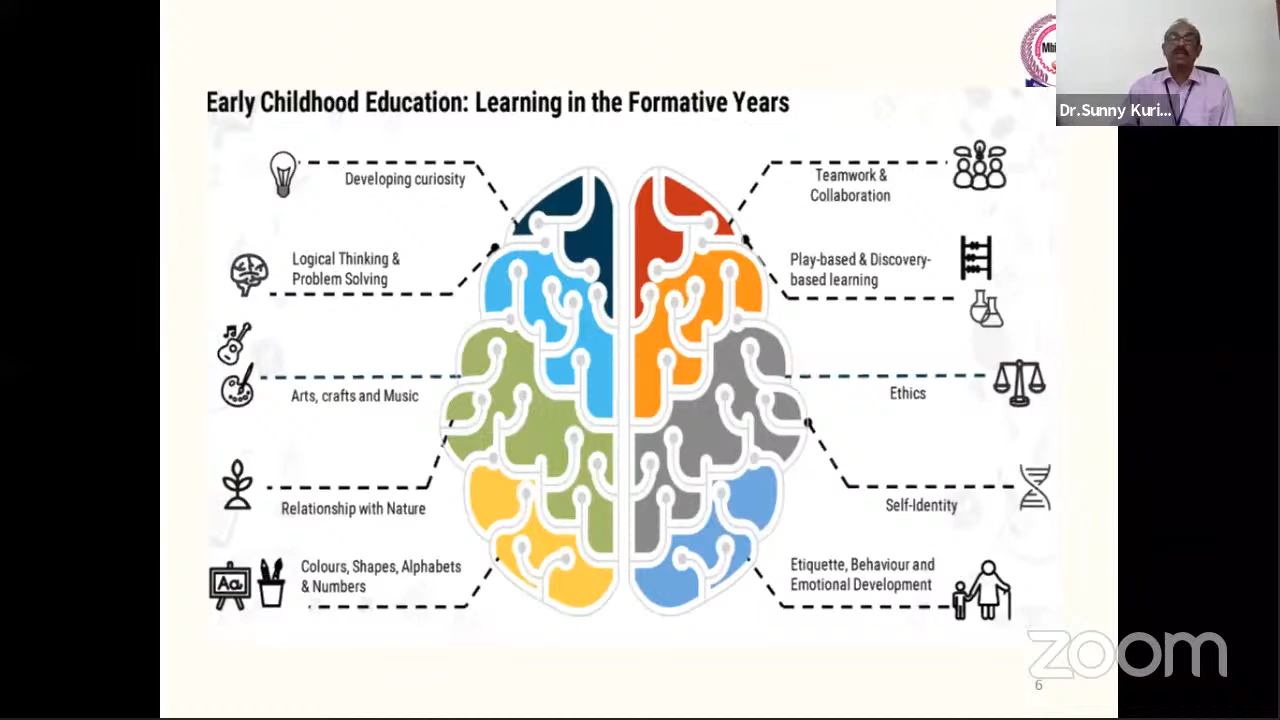 Mbi
Dr.Sunny Kuri...
Early Childhood Education: Learning in the Formative Years
Developing curiosity
Teamwork &
Collaboration
Logical Thinking &
Problem Solving
Play-based & Discovery-
based learning
Arts, crafts and Music
Ethics
Relationship with Nature
Self-Identity
Aa
Colours, Shapes, Alphabets
& Numbers
Etiquette, Behaviour and
Emotional Development
zoom
6